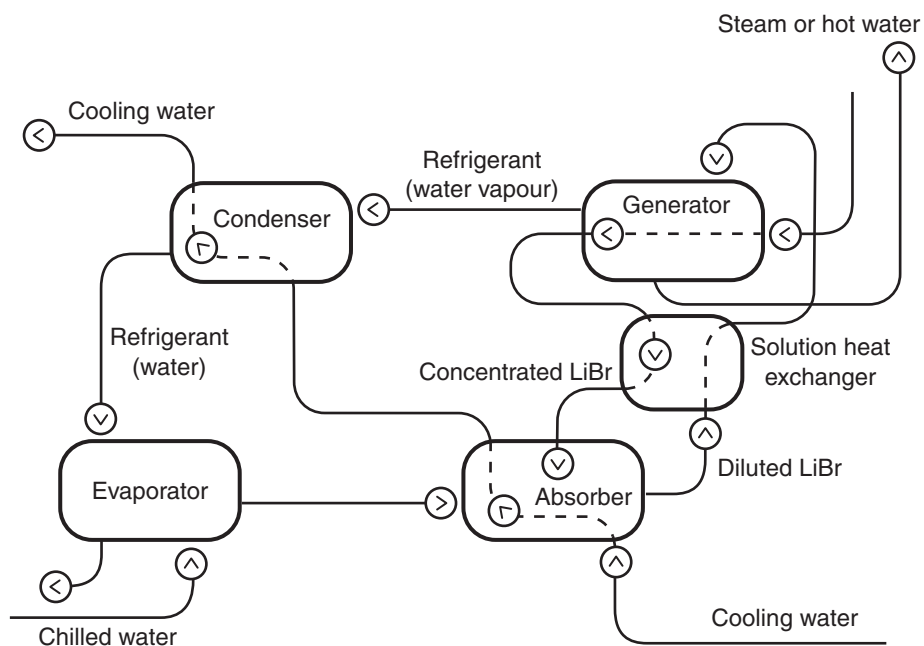 Steam or hot water
Cooling water
Refrigerant
(water vapour)
Generator
Condenser
Refrigerant
(water)
Solution heat
exchanger
Concentrated LiBr
Evaporator
Absorber
Diluted LiBr
Chilled water
Cooling water